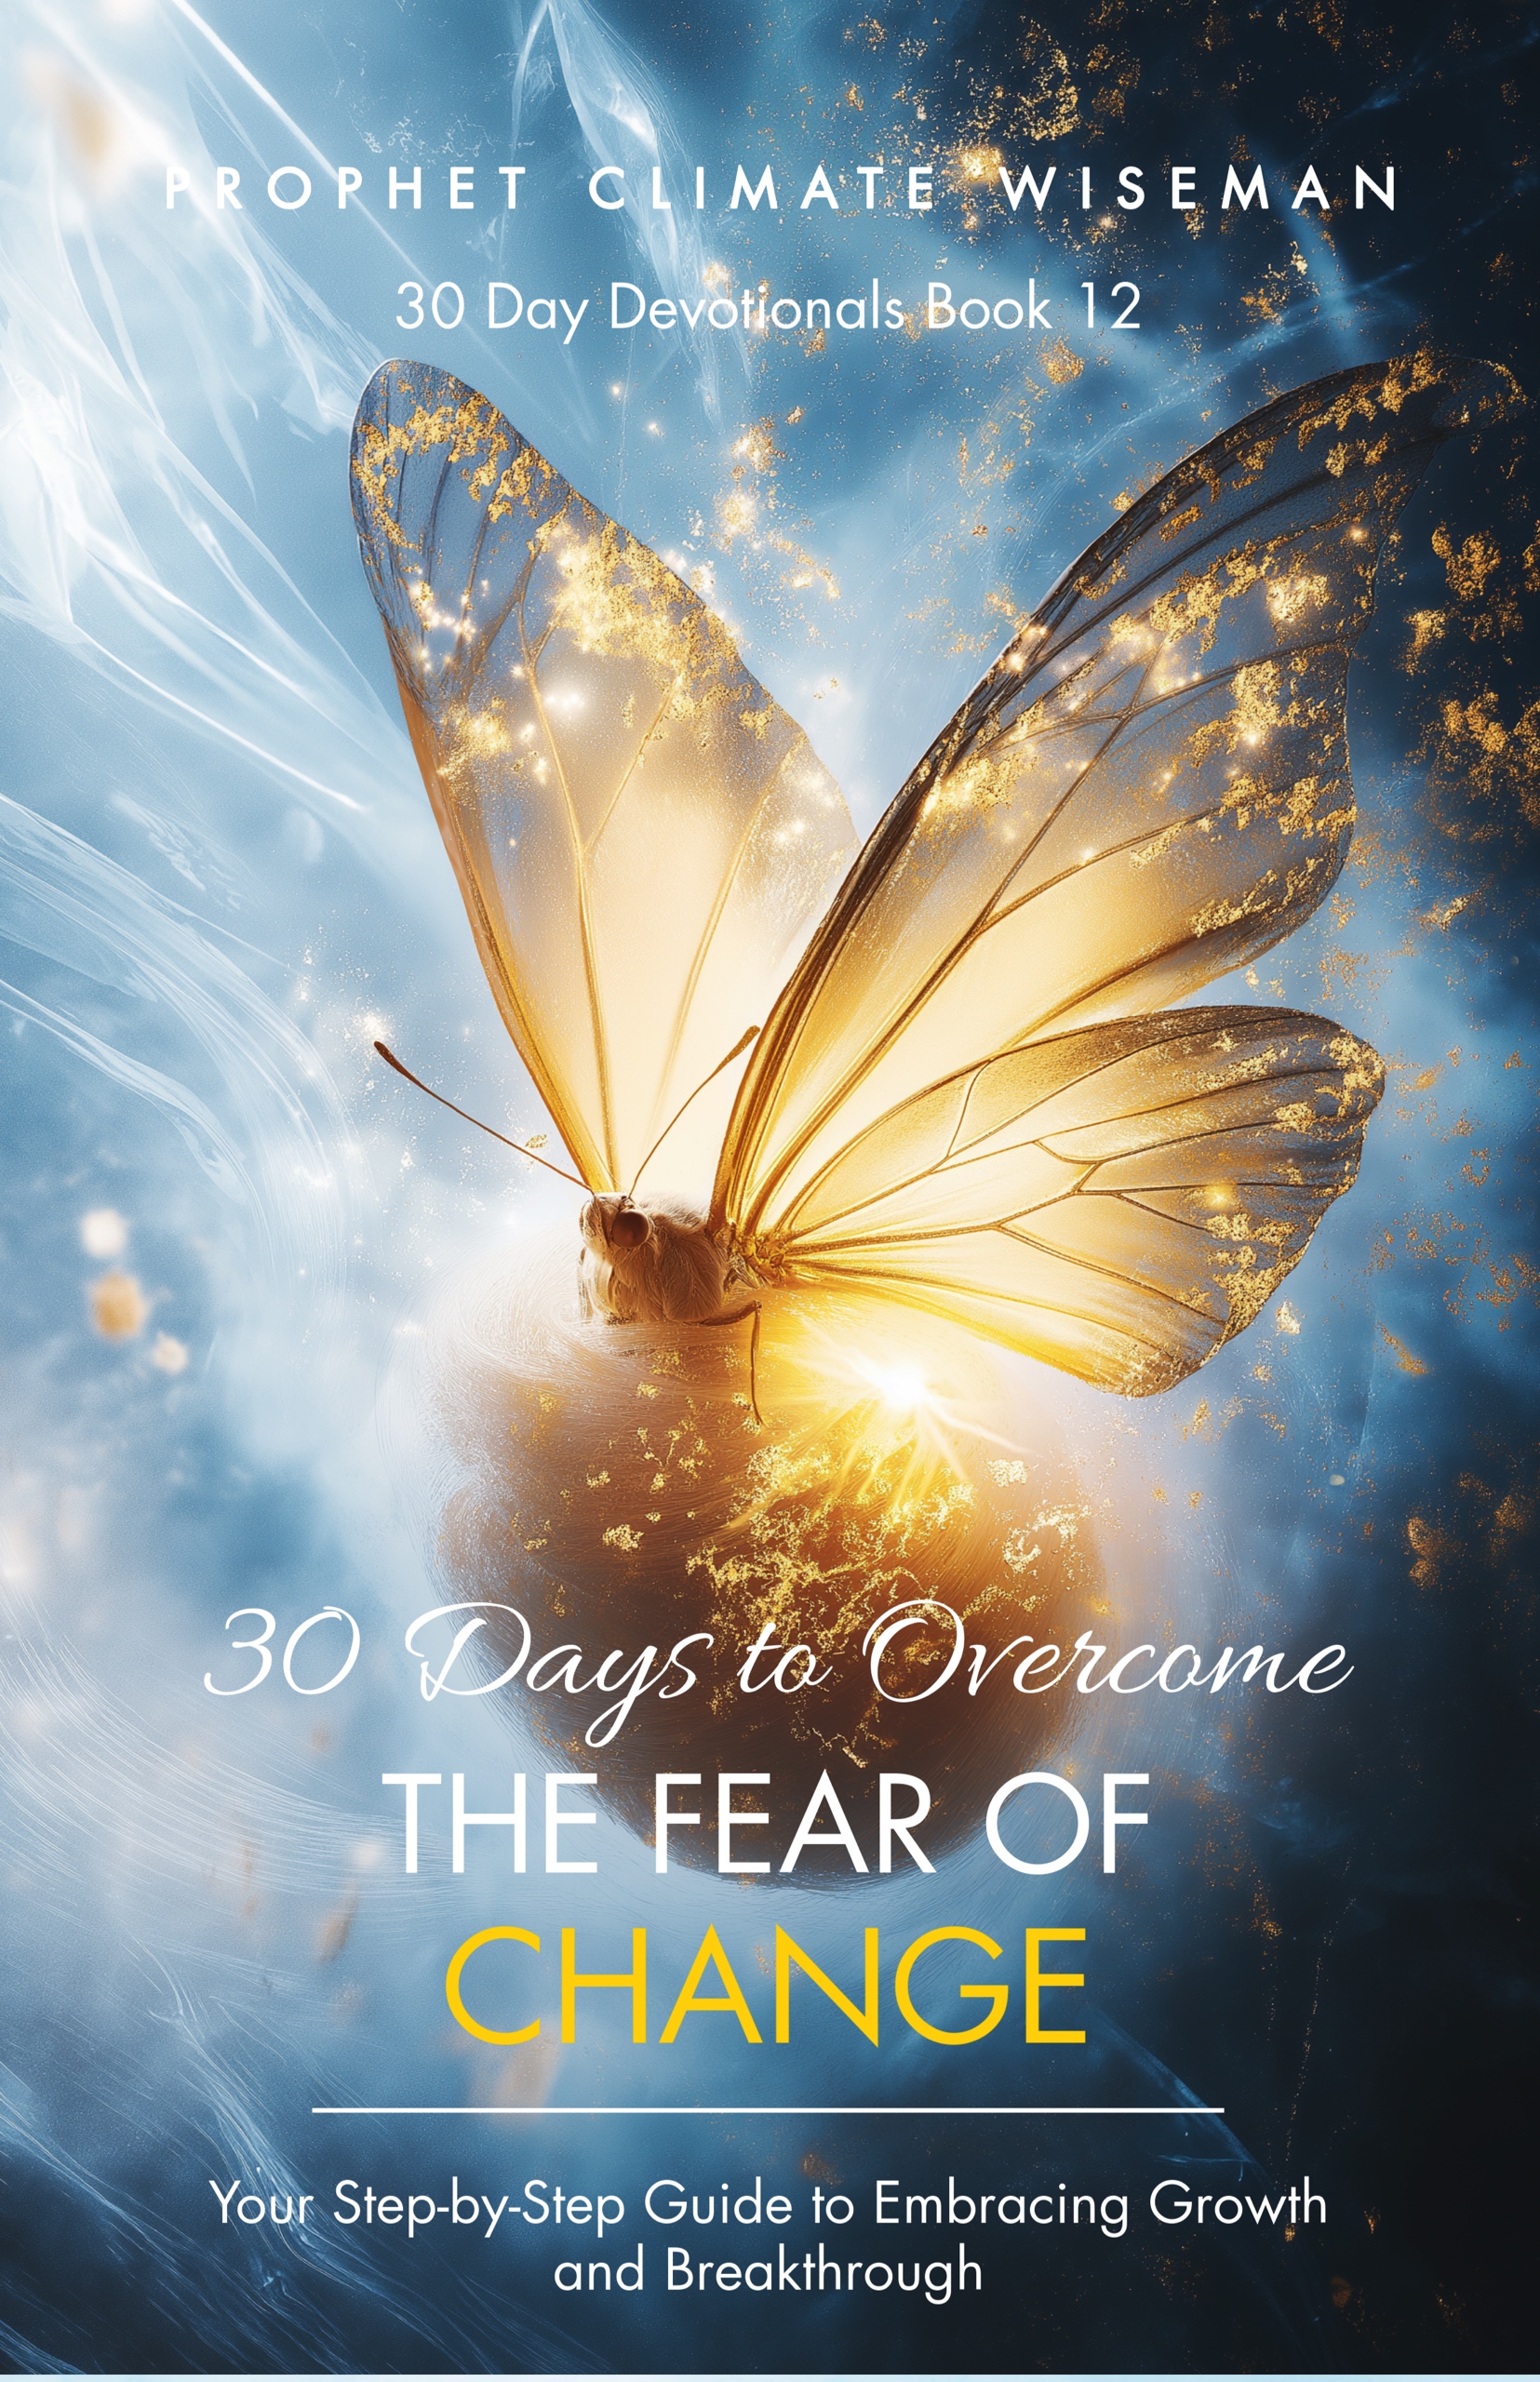 PROPHET CLIMATE WISEMAN
30 Day Devotionals Book 12
30 Days to Overcome
THE FEAR OF
CHANGE
Your Step-by-Step Guide to Embracing Growth
and Breakthrough